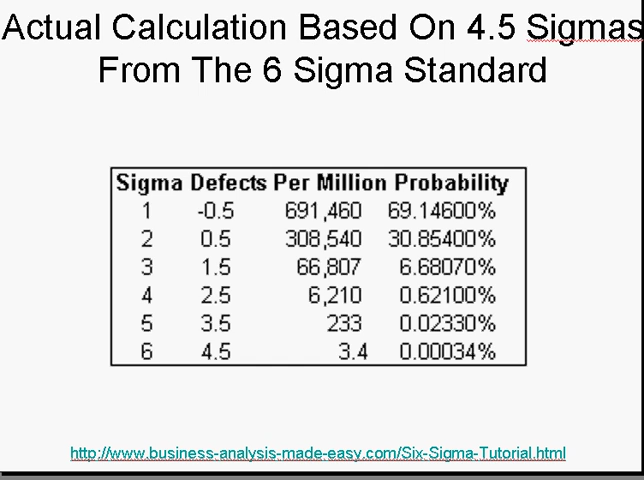 Actual Calculation Based On 4.5 Sigmas
From The 6 Sigma Standard
Sigma Defects Per Million Probability
1 -0.5 691,460 69.14600%
2 0.5 308,540 30.85400%
3 1.5 66,807 6.68070%
4 2.5 6,210 0.62100%
5 3.5 233 0.02330%
6 4.5 3.4 0.00034%
http://www.business-analysis-made-easy.com/Six-Sigma-Tutorial.html